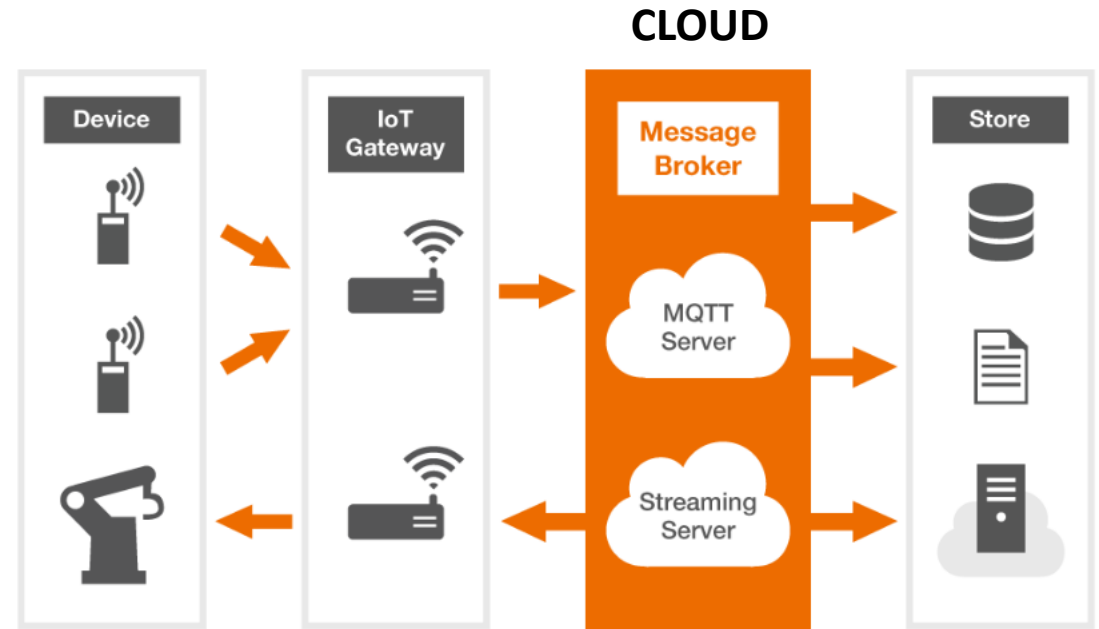 CLOUD
Device
IoT
Gateway
Message
Broker
Store
MQTT
Server
Streaming
Server